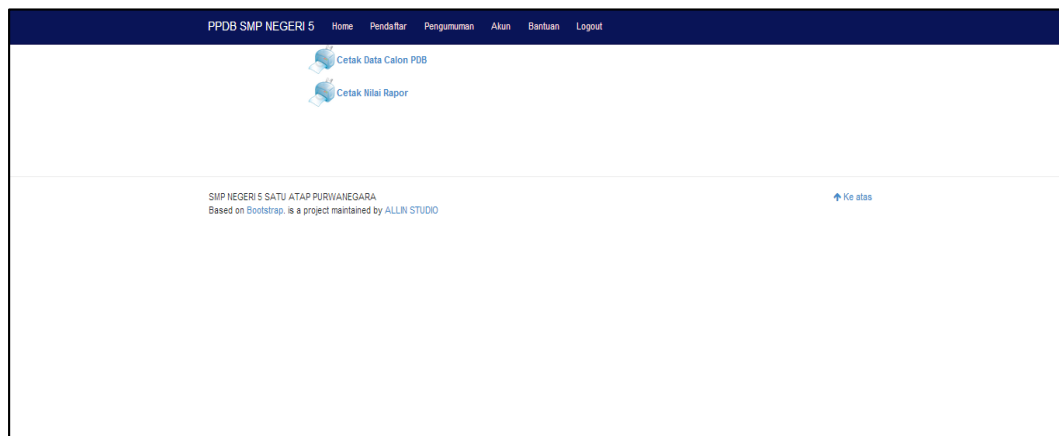 PPDB SMP NEGERI 5 Home Pendaftar Pengumuman Akun Bantuan Logout
Cetak Data Calon PDB
Cetak Nilai Rapor
SMP NEGERI 5 SATU ATAP PURWANEGARA Ke atas
Based on Bootstrap. is a project maintained by ALLIN STUDIO